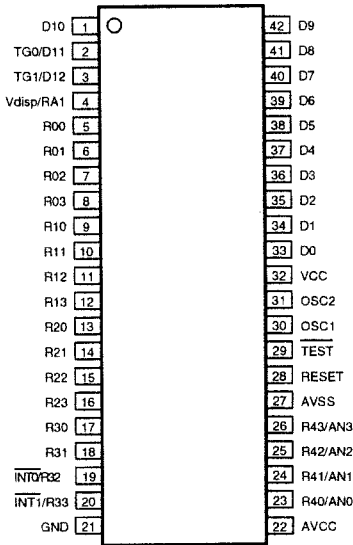 D10 1 42 D9
TG0/D11 2 41 D8
TG1/D12 3 40 D7
Vdisp/RA1 4 39 D6
R00 5 38 D5
R01 6 37 D4
R02 7 36 D3
R03 8 35 D2
R10 9 34 D1
R11 10 33 D0
R12 11 32 VCC
R13 12 31 OSC2
R20 13 30 OSC1
R21 14 29 TEST
R22 15 28 RESET
R23 16 27 AVSS
R30 17 26 R43/AN3
R31 18 25 R42/AN2
INT0/R32 19 24 R41/AN1
INT1/R33 20 23 R40/AN0
GND 21 22 AVCC